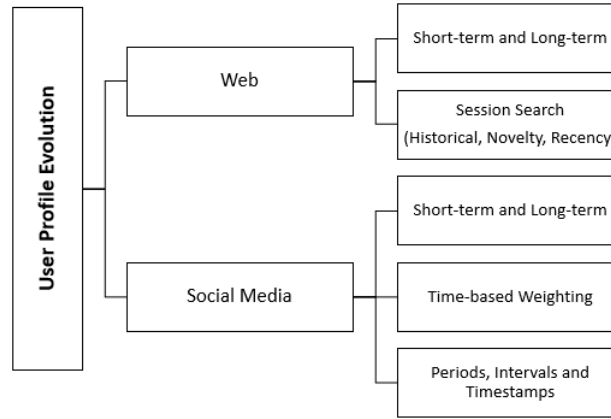 User Profile Evolution
Web
Short-term and Long-term
Session Search
(Historical, Novelty, Recency
Social Media
Short-term and Long-term
Time-based Weighting
Periods, Intervals and
Timestamps